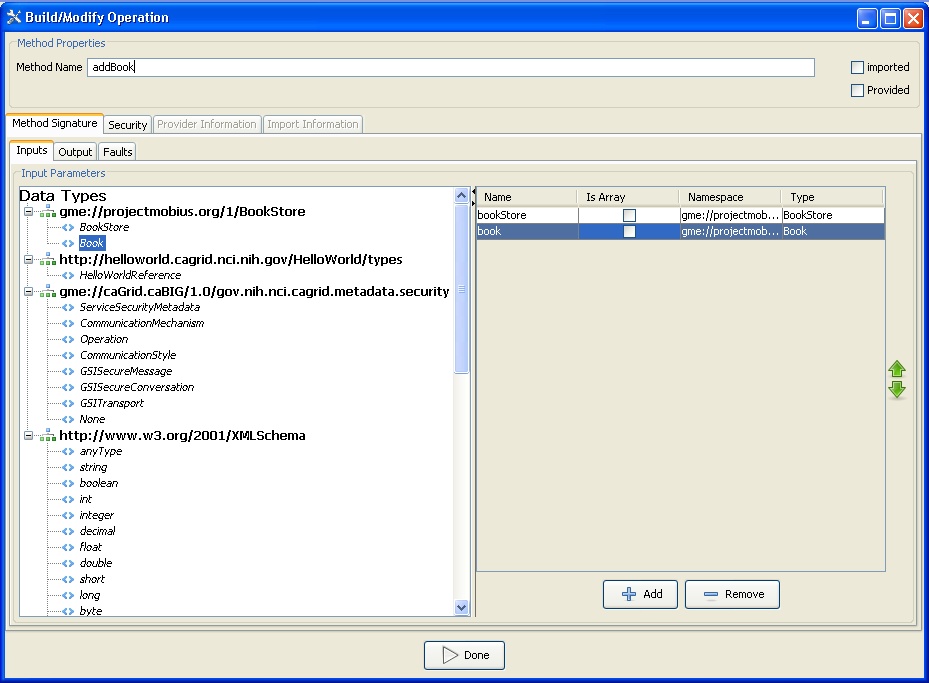 Build/Modify Operation
Method Properties
Method Name addBook
imported
Provided
Method Signature Security Provider Information Import Information
Inputs Output Faults
Input Parameters
Data Types
gme://projectmobius.org/1/BookStore
BookStore
Book
http://helloworld.cagrid.nci.nih.gov/HelloWorld/types
HelloWorldReference
gme://caGrid.caBIG/1.0/gov.nih.nci.cagrid.metadata.security
ServiceSecurityMetadata
CommunicationMechanism
Operation
CommunicationStyle
GSISecureMessage
GSISecureConversation
GSITransport
None
http://www.w3.org/2001/XMLSchema
anyType
string
boolean
int
integer
decimal
float
double
short
long
byte
Name Is Array Namespace Type
bookStore gme://projectmob... BookStore
book gme://projectmob... Book
Add Remove
Done